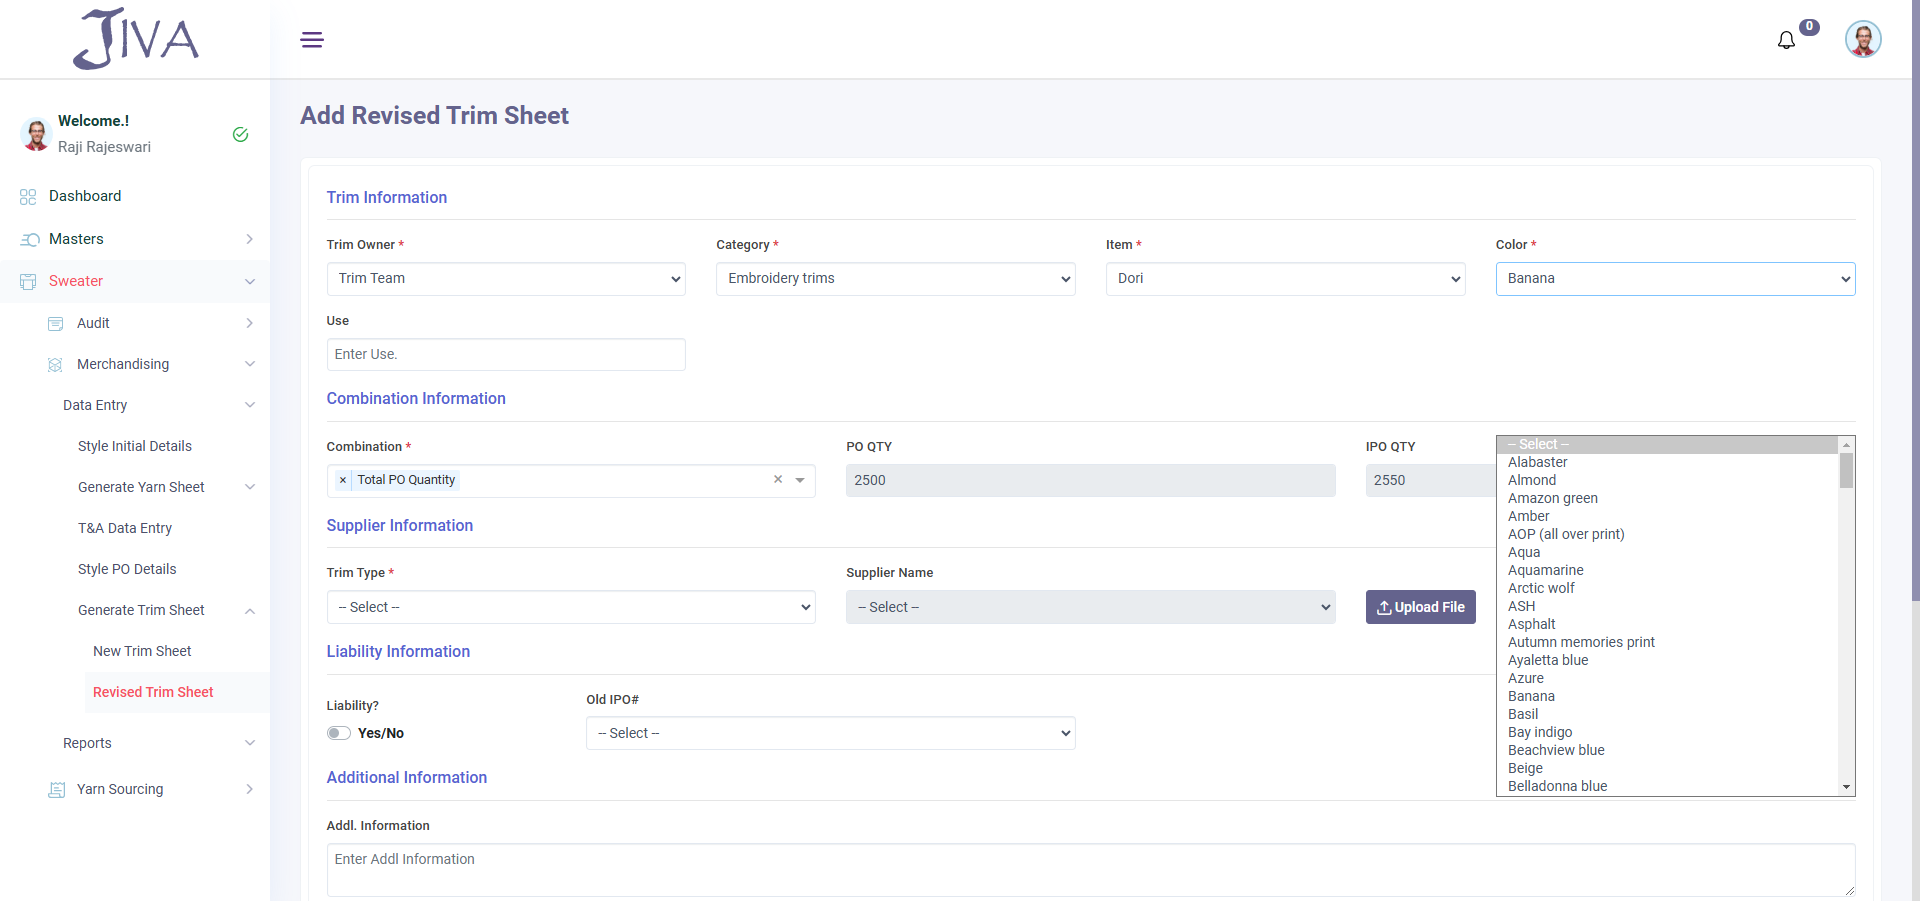 JIVA
0
Welcome.!
Raji Rajeswari
Dashboard
Masters
Sweater
Audit
Merchandising
Data Entry
Style Initial Details
Generate Yarn Sheet
T&A Data Entry
Style PO Details
Generate Trim Sheet
New Trim Sheet
Revised Trim Sheet
Reports
Yarn Sourcing
Add Revised Trim Sheet
Trim Information
Trim Owner * Category * Item * Color *
Trim Team Embroidery trims Dori Banana
Use
Enter Use.
Combination Information
Combination * PO QTY IPO QTY
× Total PO Quantity × 2500 2550
Supplier Information
Trim Type * Supplier Name
-- Select -- -- Select -- Upload File
Liability Information
Liability? Old IPO#
Yes/No -- Select --
Additional Information
Addl. Information
Enter Addl Information
-- Select --
Alabaster
Almond
Amazon green
Amber
AOP (all over print)
Aqua
Aquamarine
Arctic wolf
ASH
Asphalt
Autumn memories print
Ayaletta blue
Azure
Banana
Basil
Bay indigo
Beachview blue
Beige
Belladonna blue